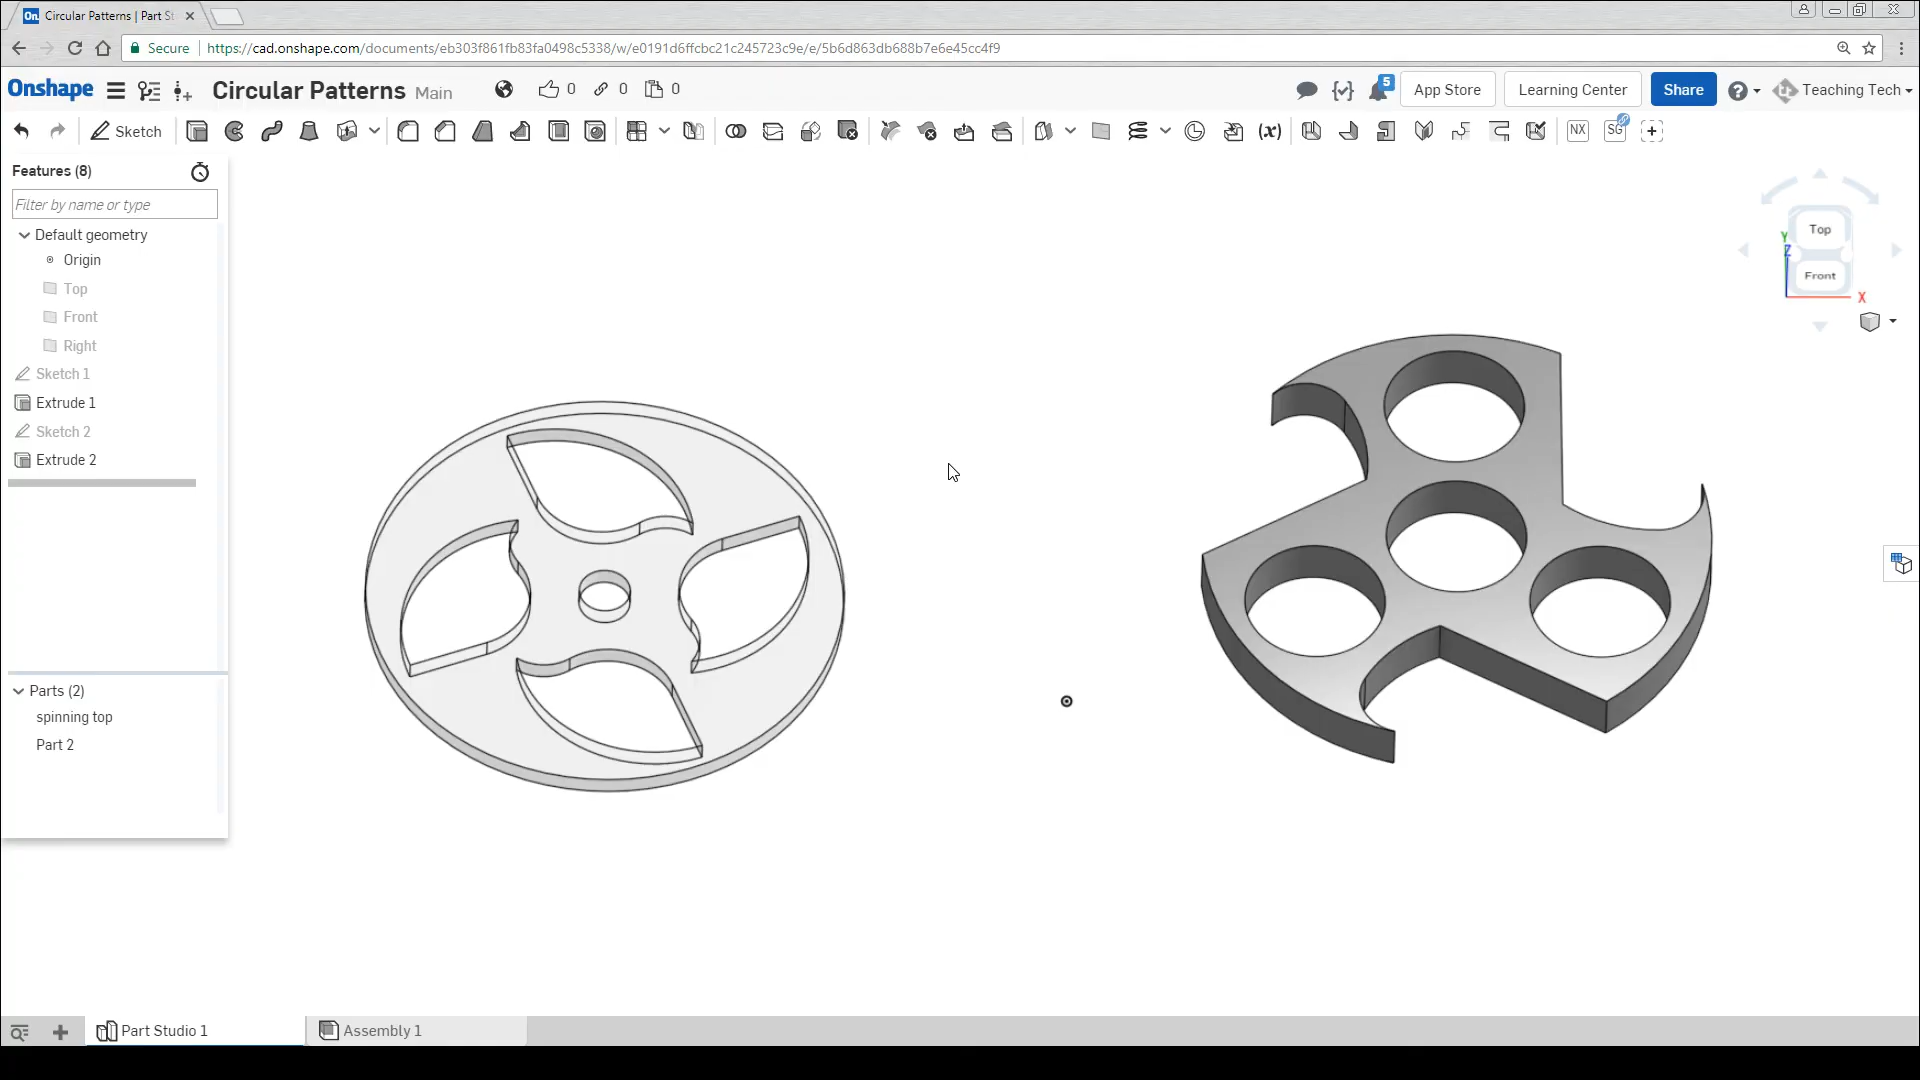 Circular Patterns | Part St
Secure https://cad.onshape.com/documents/eb303f861fb83fa0498c5338/w/e0191d6ffcbc21c245723c9e/e/5b6d863db688b7e6e45cc4f9
Onshape Circular Patterns Main 0 0 0 5 App Store Learning Center Share Teaching Tech
Sketch (x) NX SG
Features (8)
Filter by name or type
Default geometry
Origin
Top
Front
Right
Sketch 1
Extrude 1
Sketch 2
Extrude 2
Top
Y
Z
Front
X
Parts (2)
spinning top
Part 2
Part Studio 1 Assembly 1